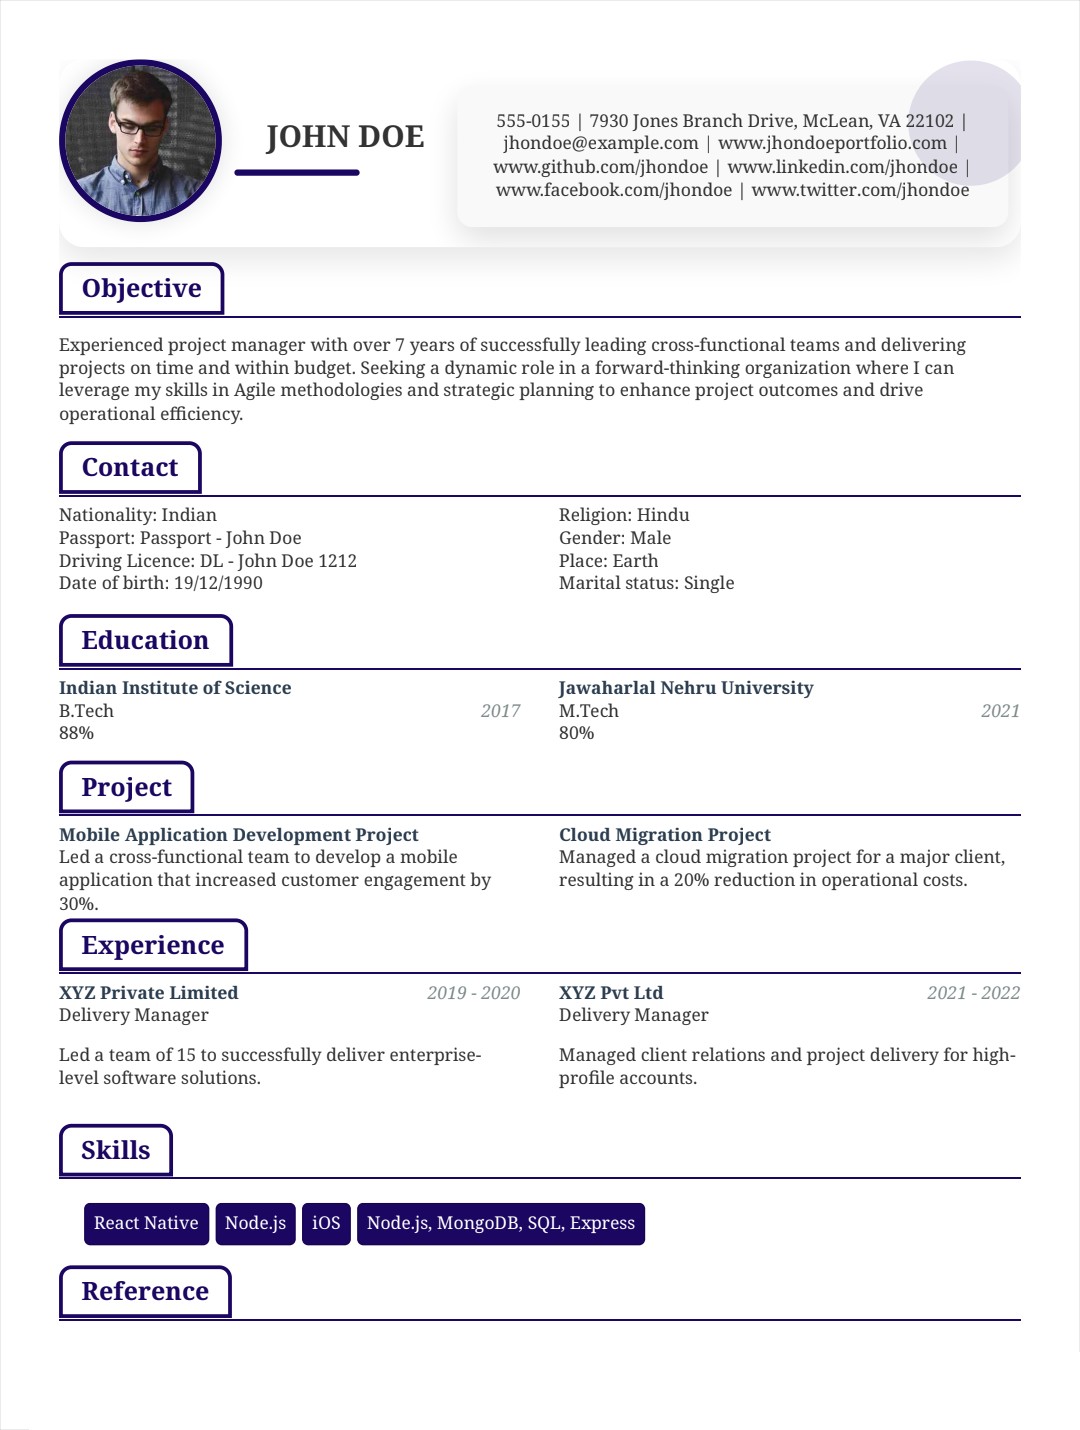 JOHN DOE
555-0155 | 7930 Jones Branch Drive, McLean, VA 22102 |
jhondoe@example.com | www.jhondoeportfolio.com |
www.github.com/jhondoe | www.linkedin.com/jhondoe |
www.facebook.com/jhondoe | www.twitter.com/jhondoe
Objective
Experienced project manager with over 7 years of successfully leading cross-functional teams and delivering
projects on time and within budget. Seeking a dynamic role in a forward-thinking organization where I can
leverage my skills in Agile methodologies and strategic planning to enhance project outcomes and drive
operational efficiency.
Contact
Nationality: Indian
Passport: Passport - John Doe
Driving Licence: DL - John Doe 1212
Date of birth: 19/12/1990
Religion: Hindu
Gender: Male
Place: Earth
Marital status: Single
Education
Indian Institute of Science
B.Tech 2017
88%
Jawaharlal Nehru University
M.Tech 2021
80%
Project
Mobile Application Development Project
Led a cross-functional team to develop a mobile
application that increased customer engagement by
30%.
Cloud Migration Project
Managed a cloud migration project for a major client,
resulting in a 20% reduction in operational costs.
Experience
XYZ Private Limited 2019 - 2020
Delivery Manager
Led a team of 15 to successfully deliver enterprise-
level software solutions.
XYZ Pvt Ltd 2021 - 2022
Delivery Manager
Managed client relations and project delivery for high-
profile accounts.
Skills
React Native Node.js iOS Node.js, MongoDB, SQL, Express
Reference